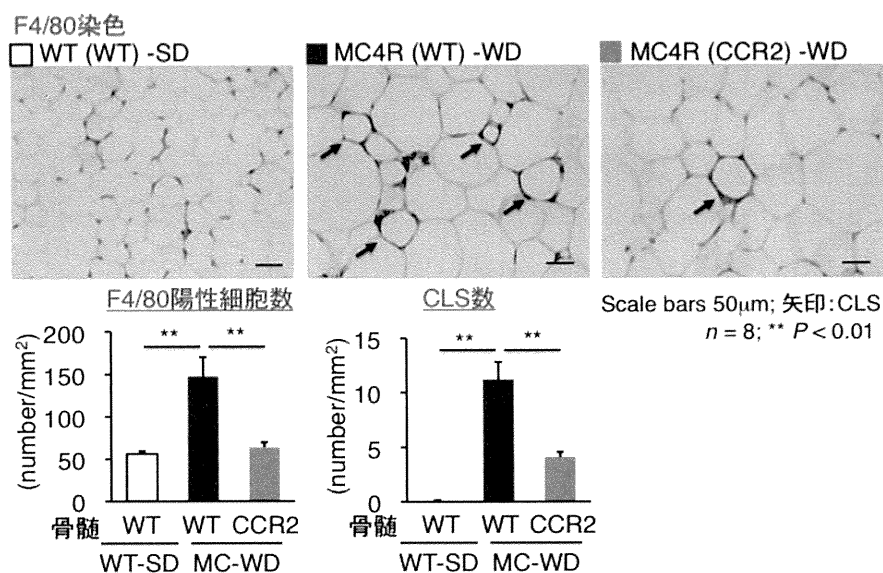 F4/80染色
WT (WT) -SD
MC4R (WT) -WD
MC4R (CCR2) -WD
F4/80陽性細胞数
CLS数
Scale bars 50μm; 矢印:CLS
n = 8; ** P < 0.01
(number/mm²)
200
150
100
50
0
** **
骨髄 WT WT CCR2
WT-SD MC-WD
(number/mm²)
15
10
5
0
** **
骨髄 WT WT CCR2
WT-SD MC-WD